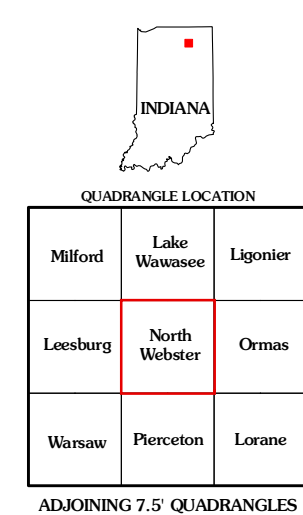 INDIANA
QUADRANGLE LOCATION
Milford
Lake
Wawasee
Ligonier
Leesburg
North
Webster
Ormas
Warsaw
Pierceton
Lorane
ADJOINING 7.5' QUADRANGLES